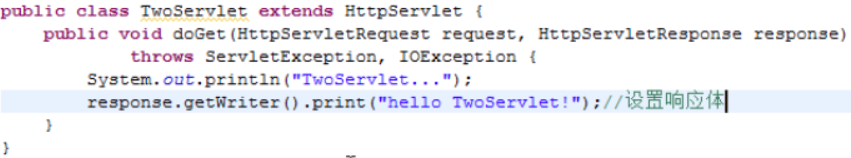 public class TwoServlet extends HttpServlet {
public void doGet(HttpServletRequest request, HttpServletResponse response)
throws ServletException, IOException {
System.out.println("TwoServlet...");
response.getWriter().print("hello TwoServlet!");//设置响应体
}
}